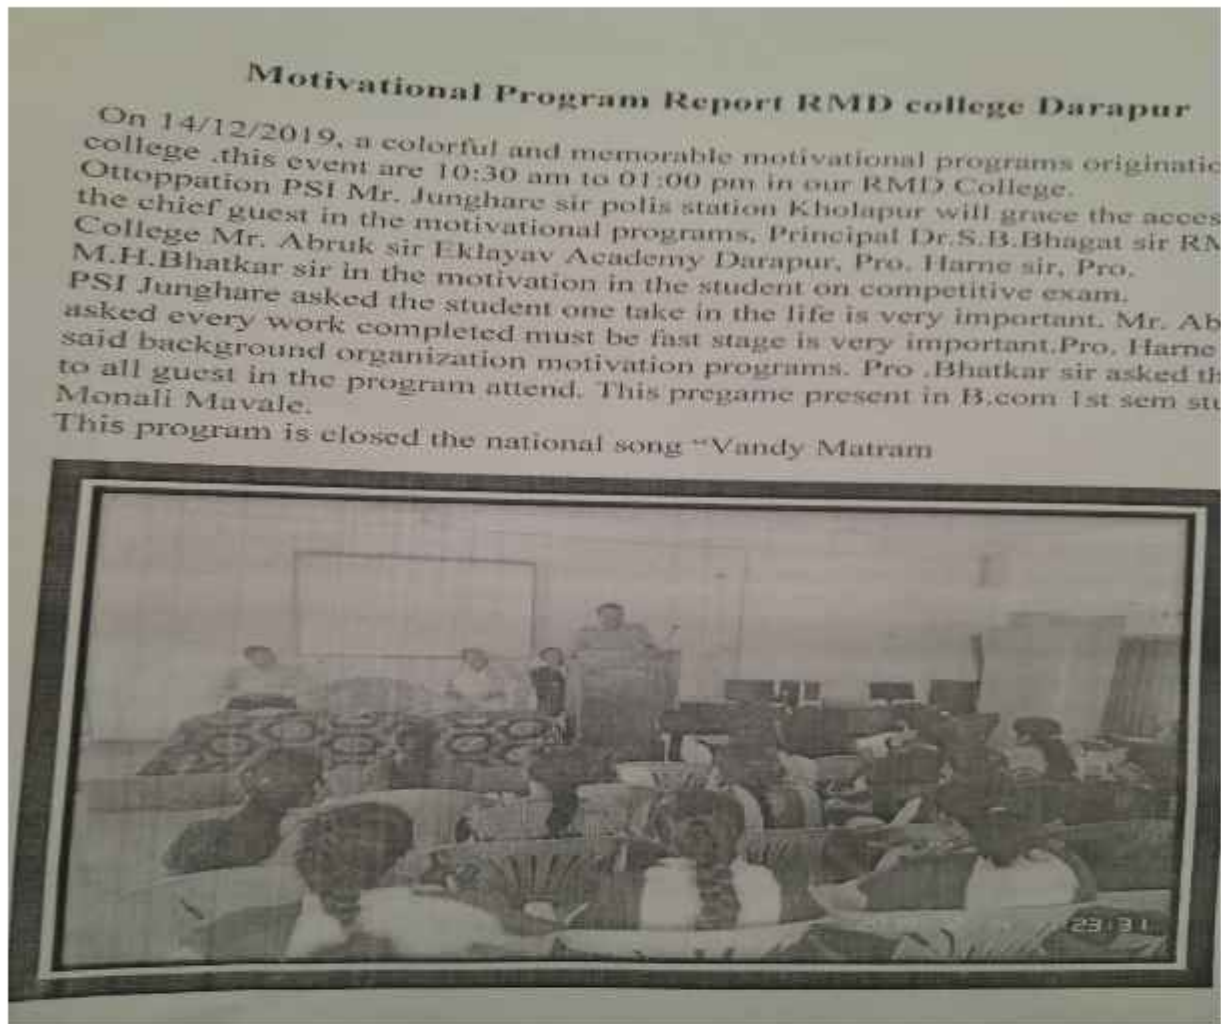 Motivational Program Report RMD college Darapur
On 14/12/2019, a colorful and memorable motivational programs originatic
college .this event are 10:30 am to 01:00 pm in our RMD College.
Ottoppation PSI Mr. Junghare sir polis station Kholapur will grace the acces
the chief guest in the motivational programs, Principal Dr.S.B.Bhagat sir RM
College Mr. Abruk sir Eklayav Academy Darapur, Pro. Harne sir, Pro.
M.H.Bhatkar sir in the motivation in the student on competitive exam.
PSI Junghare asked the student one take in the life is very important. Mr. Ab
asked every work completed must be fast stage is very important.Pro. Harne
said background organization motivation programs. Pro .Bhatkar sir asked th
to all guest in the program attend. This pregame present in B.com 1st sem stu
Monali Mavale.
This program is closed the national song “Vandy Matram
23:31